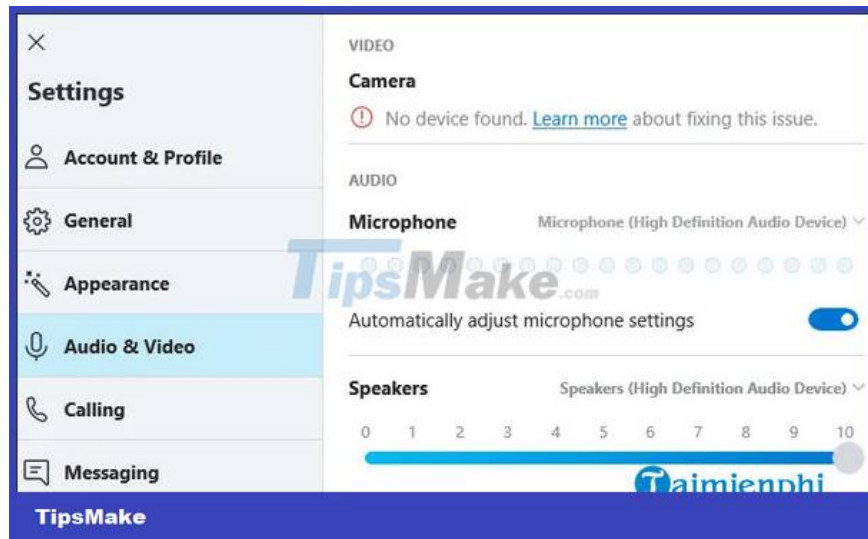 Settings
Account & Profile
General
Appearance
Audio & Video
Calling
Messaging
VIDEO
Camera
No device found. Learn more about fixing this issue.
AUDIO
Microphone Microphone (High Definition Audio Device)
TipsMake.com
Automatically adjust microphone settings
Speakers Speakers (High Definition Audio Device)
0 1 2 3 4 5 6 7 8 9 10
Taimienphi
TipsMake